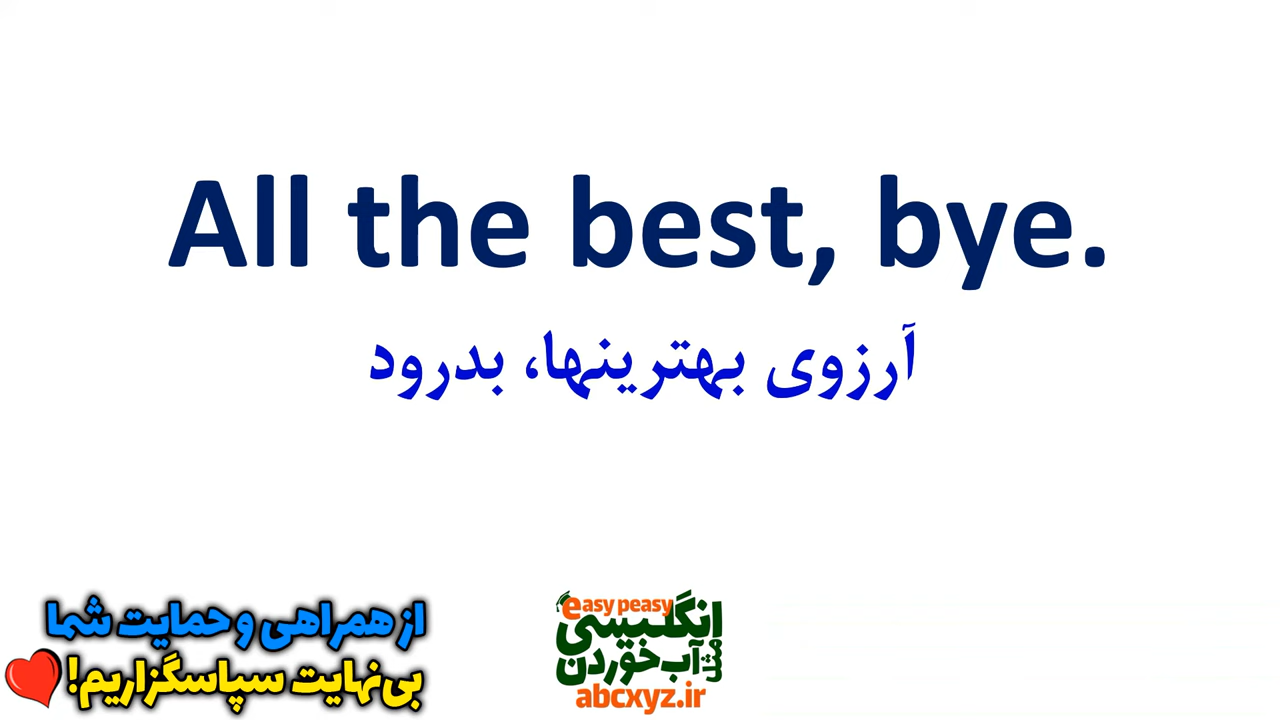 All the best, bye.
آرزوی بهترینها، بدرود
از همراهی و حمایت شما
بی‌نهایت سپاسگزاریم!
easy peasy
انگلیسی
مثل
آب خوردن
abcxyz.ir